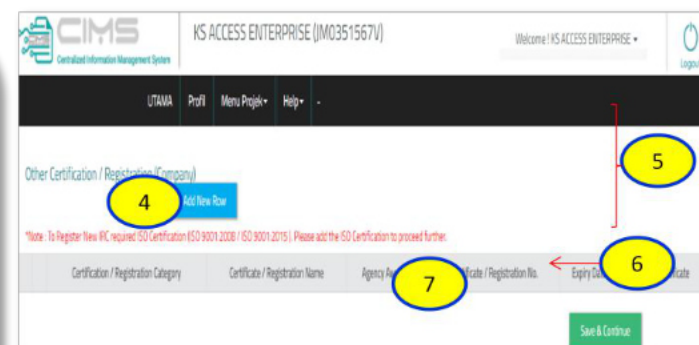 CIMS
Centralized Information Management System
KS ACCESS ENTERPRISE (JM0351567V)
Welcome ! KS ACCESS ENTERPRISE
Logout
UTAMA Profil Menu Projek Help -
Other Certification / Registration (Company)
4 Add New Row
5
*Note : To Register New IRC required ISO Certification (ISO 9001:2008 / ISO 9001:2015). Please add the ISO Certification to proceed further.
Certification / Registration Category Certificate / Registration Name Agency 7 / Registration No. Expiry 6
Save & Continue